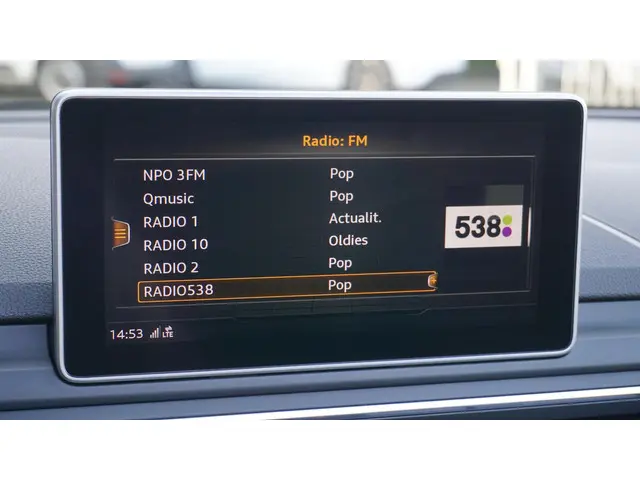 Radio: FM
NPO 3FM Pop
Qmusic Pop
RADIO 1 Actualit.
RADIO 10 Oldies
RADIO 2 Pop
RADIO538 Pop
538
14:53 LTE